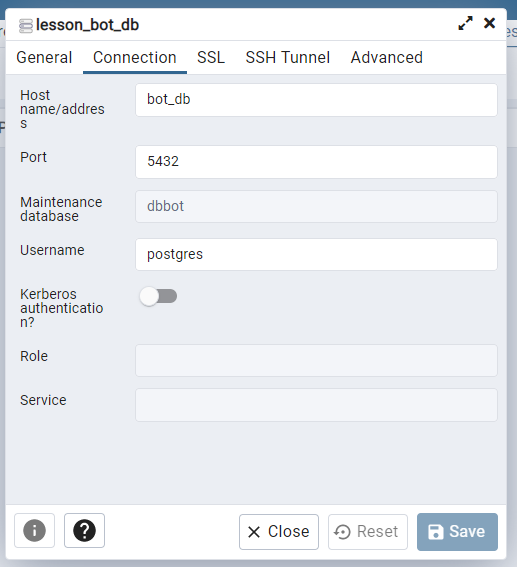 lesson_bot_db
General Connection SSL SSH Tunnel Advanced
Host
name/addres
s
bot_db
Port
5432
Maintenance
database
dbbot
Username
postgres
Kerberos
authenticatio
n?
Role
Service
Close Reset Save